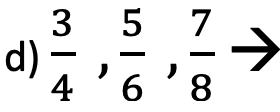 d) 3/4 , 5/6 , 7/8 →